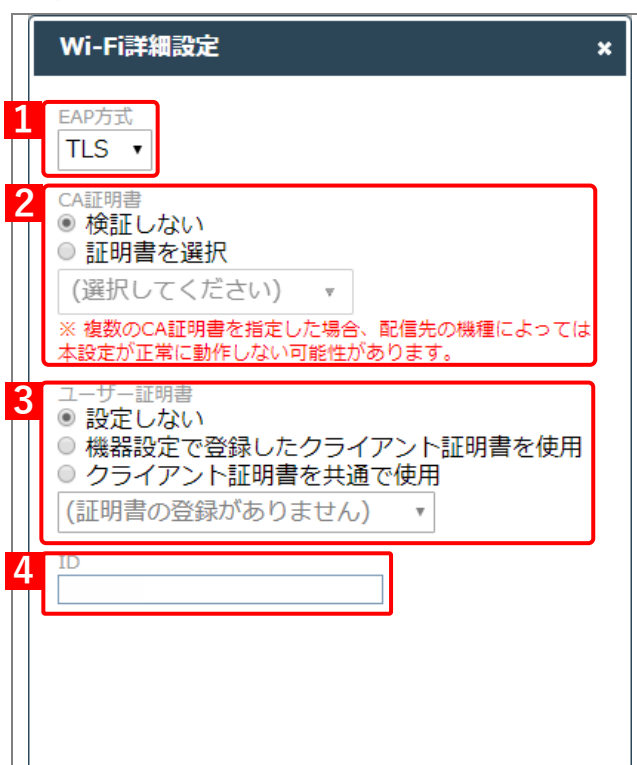 Wi-Fi詳細設定 ×
1
EAP方式
TLS
2
CA証明書
検証しない
証明書を選択
(選択してください)
※ 複数のCA証明書を指定した場合、配信先の機種によっては
本設定が正常に動作しない可能性があります。
3
ユーザー証明書
設定しない
機器設定で登録したクライアント証明書を使用
クライアント証明書を共通で使用
(証明書の登録がありません)
4
ID